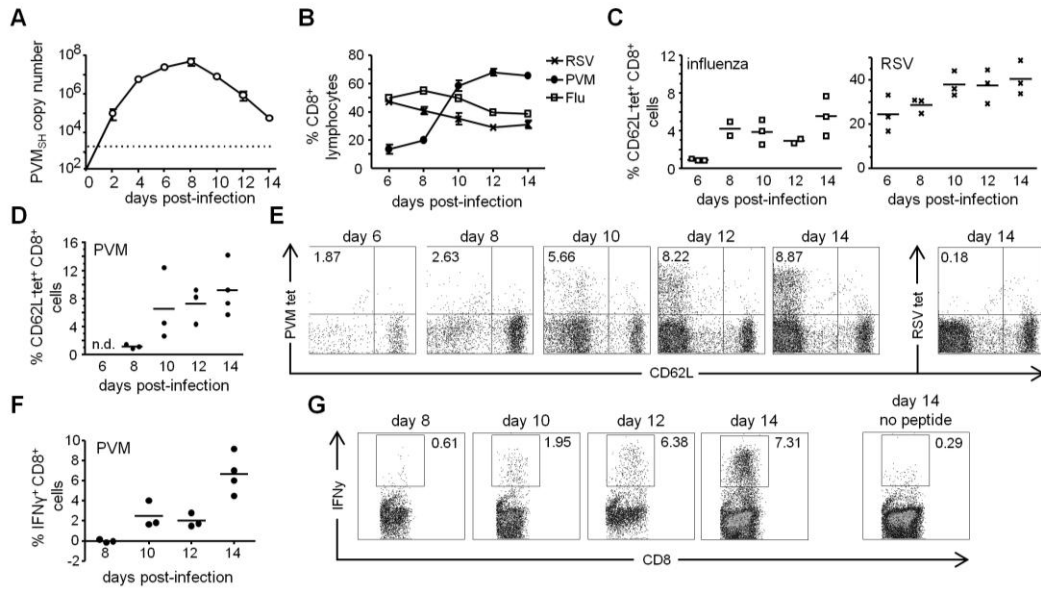 A
PVM_SH copy number
10^8
10^6
10^4
10^2
0 2 4 6 8 10 12 14
days post-infection
B
% CD8+
lymphocytes
80
60
40
20
0
6 8 10 12 14
days post-infection
RSV
PVM
Flu
C
% CD62L-tet+ CD8+
cells
influenza
12
8
4
0
6 8 10 12 14
days post-infection
RSV
40
20
0
6 8 10 12 14
days post-infection
D
% CD62L-tet+ CD8+
cells
PVM
16
12
8
4
0
n.d.
6 8 10 12 14
days post-infection
E
day 6
day 8
day 10
day 12
day 14
day 14
1.87
2.63
5.66
8.22
8.87
0.18
PVM tet
RSV tet
CD62L
F
% IFNγ+ CD8+
cells
PVM
10
8
6
4
2
0
-2
8 10 12 14
days post-infection
G
day 8
day 10
day 12
day 14
day 14
no peptide
0.61
1.95
6.38
7.31
0.29
IFNγ
CD8